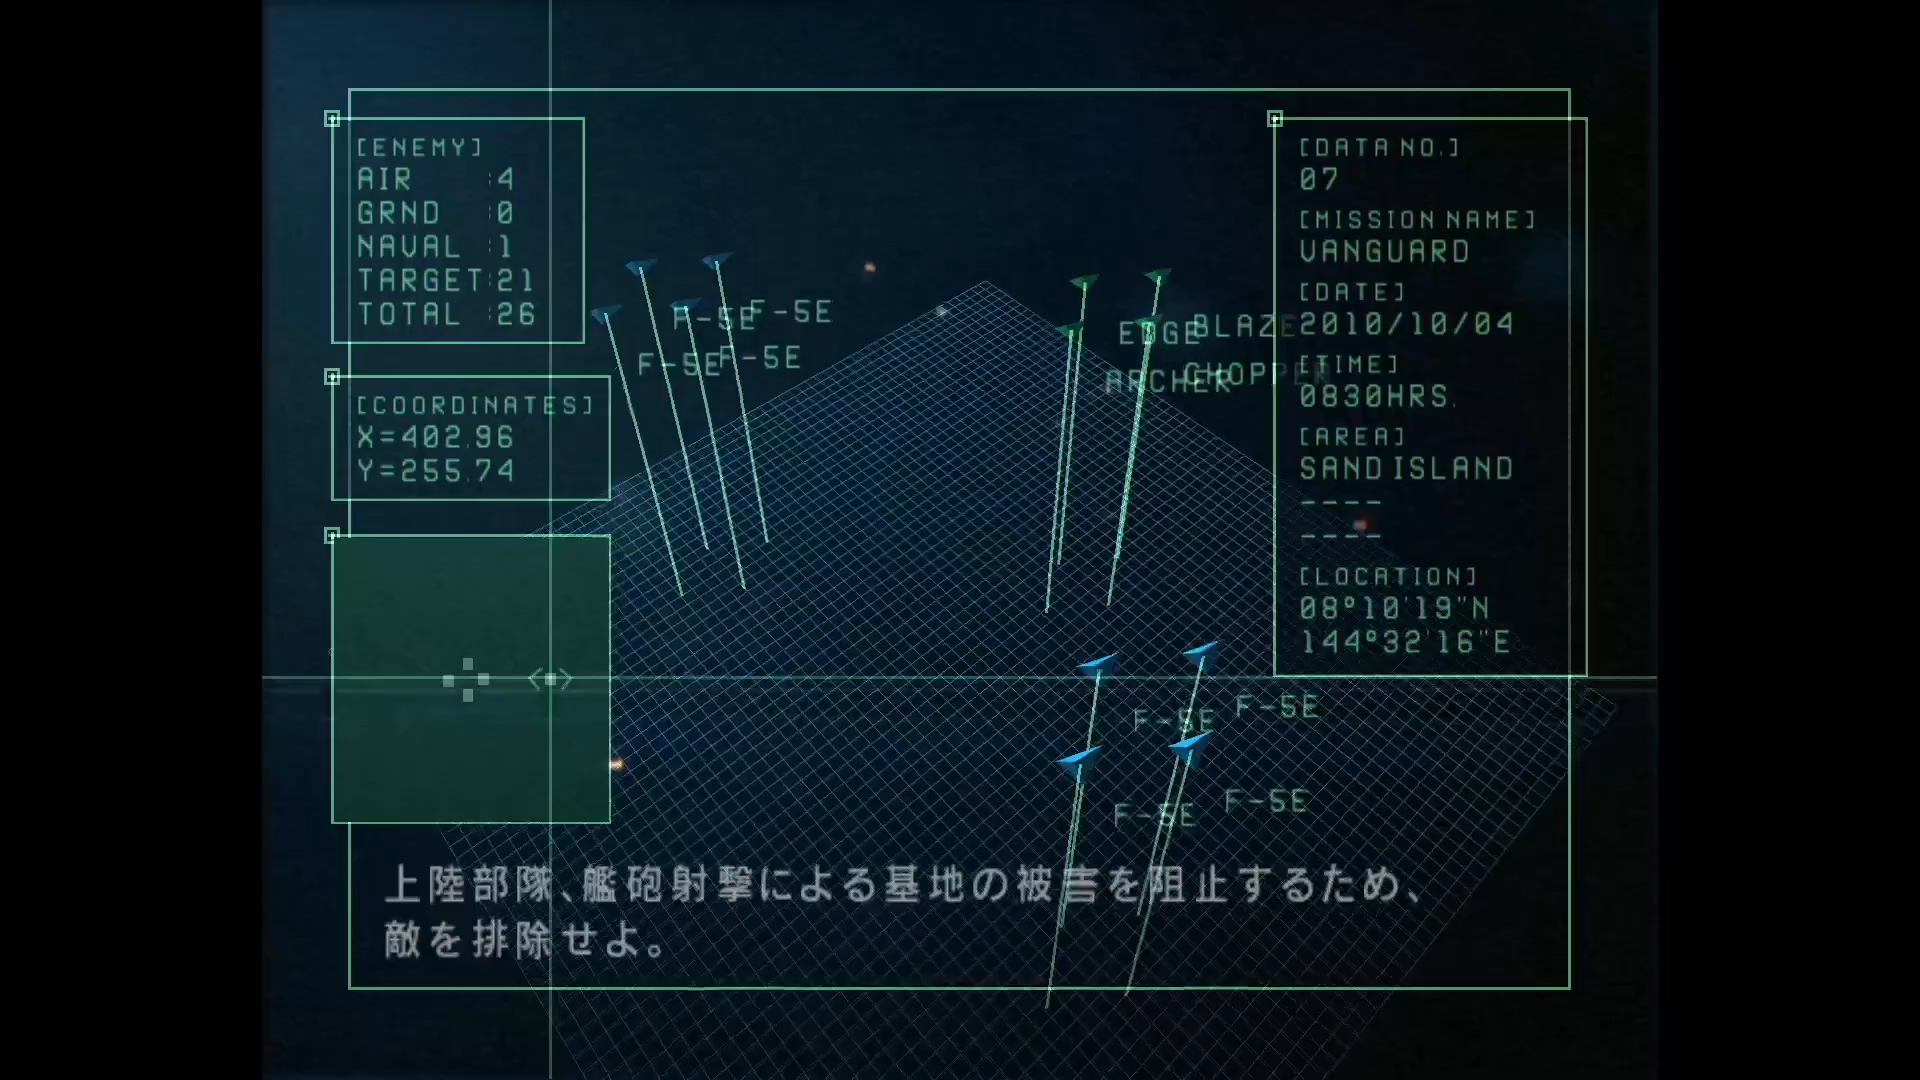 [ENEMY]
AIR :4
GRND :0
NAVAL :1
TARGET:21
TOTAL :26
[COORDINATES]
X=402.96
Y=255.74
F-5E
F-5E
F-5E
F-5E
EDGE
BLAZE
ARCHER
CHOPPER
[DATA NO.]
07
[MISSION NAME]
VANGUARD
[DATE]
2010/10/04
[TIME]
0830HRS.
[AREA]
SAND ISLAND
----
----
[LOCATION]
08°10'19"N
144°32'16"E
F-5E
F-5E
F-5E
F-5E
上陸部隊、艦砲射撃による基地の被害を阻止するため、
敵を排除せよ。